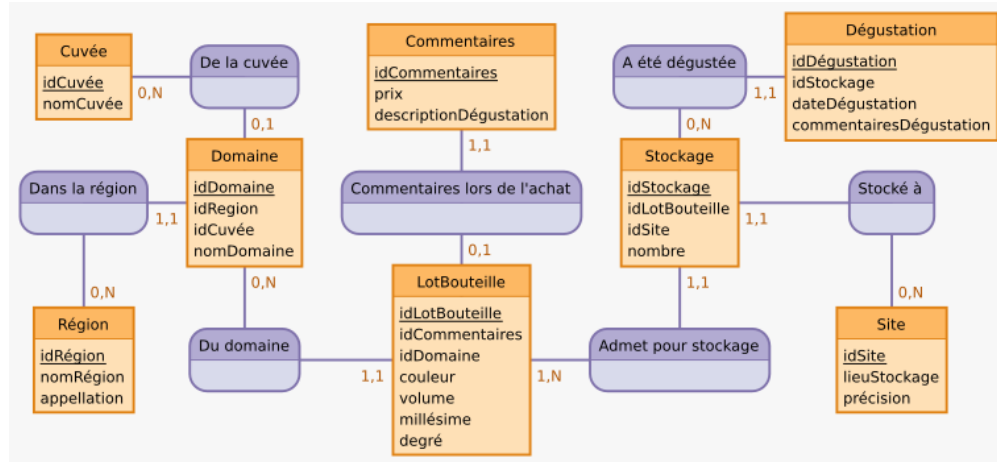 Cuvée
idCuvée
nomCuvée
0,N
De la cuvée
0,1
Commentaires
idCommentaires
prix
descriptionDégustation
1,1
A été dégustée
1,1
0,N
Dégustation
idDégustation
idStockage
dateDégustation
commentairesDégustation
Dans la région
1,1
0,N
Domaine
idDomaine
idRegion
idCuvée
nomDomaine
0,N
Commentaires lors de l'achat
0,1
Stockage
idStockage
idLotBouteille
idSite
nombre
1,1
1,1
Stocké à
0,N
Région
idRégion
nomRégion
appellation
Du domaine
1,1
LotBouteille
idLotBouteille
idCommentaires
idDomaine
couleur
volume
millésime
degré
1,N
Admet pour stockage
Site
idSite
lieuStockage
précision